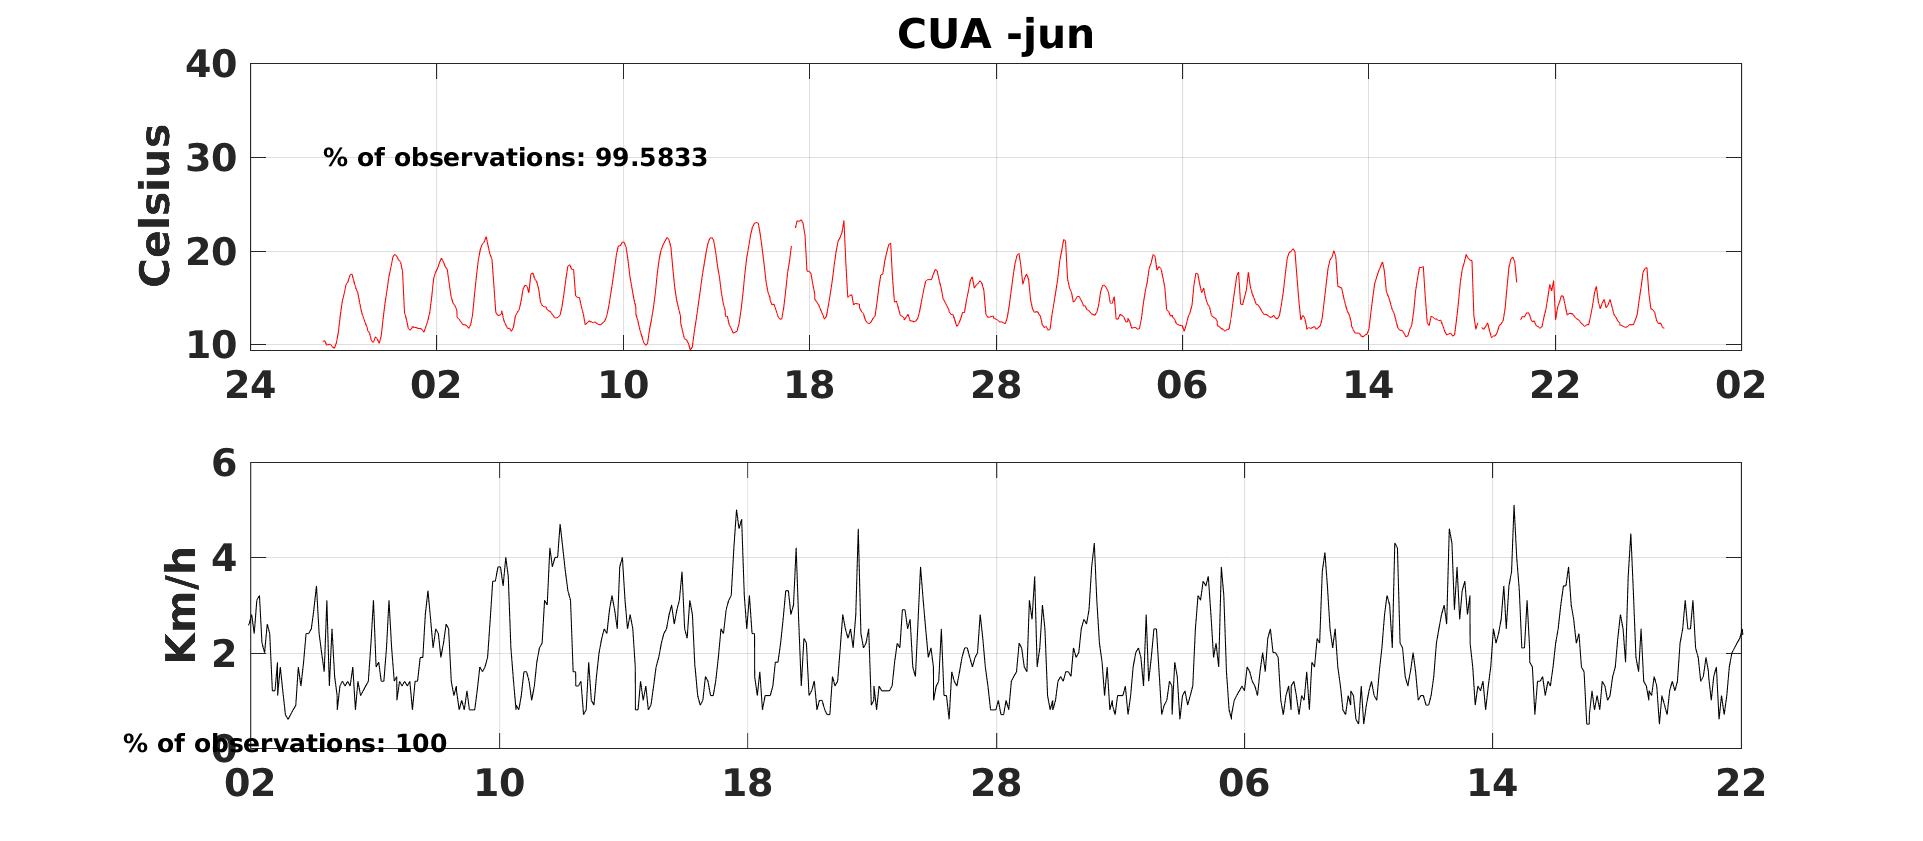 CUA -jun
40
30
20
10
Celsius
% of observations: 99.5833
24 02 10 18 28 06 14 22 02
6
4
2
0
Km/h
% of observations: 100
02 10 18 28 06 14 22